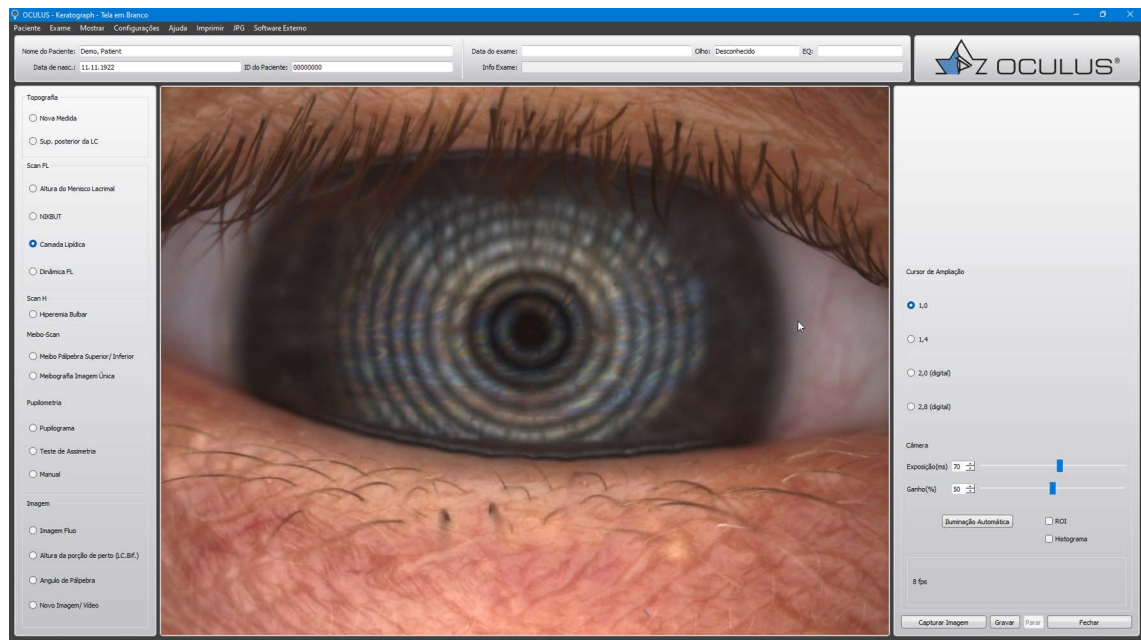 OCULUS - Keratograph - Tela em Branco
Paciente Exame Mostrar Configurações Ajuda Imprimir JPG Software Externo
Nome do Paciente: Demo, Patient
Data de nasc.: 11.11.1922 ID do Paciente: 00000000
Data do exame: Olho: Desconhecido EQ:
Info Exame:
OCULUS®
Topografia
Nova Medida
Sup. posterior da LC
Scan FL
Altura do Menisco Lacrimal
NIKBUT
Camada Lipídica
Dinâmica FL
Scan H
Hiperemia Bulbar
Meibo-Scan
Meibo Pálpebra Superior/ Inferior
Meibografia Imagem Única
Pupilometria
Pupilograma
Teste de Assimetria
Manual
Imagem
Imagem Fluo
Altura da porção de perto (LC.Bif.)
Angulo de Pálpebra
Novo Imagem/ Vídeo
Cursor de Ampliação
1,0
1,4
2,0 (digital)
2,8 (digital)
Câmera
Exposição(ms) 70
Ganho(%) 50
Iluminação Automática ROI
Histograma
8 fps
Capturar Imagem Gravar Parar Fechar